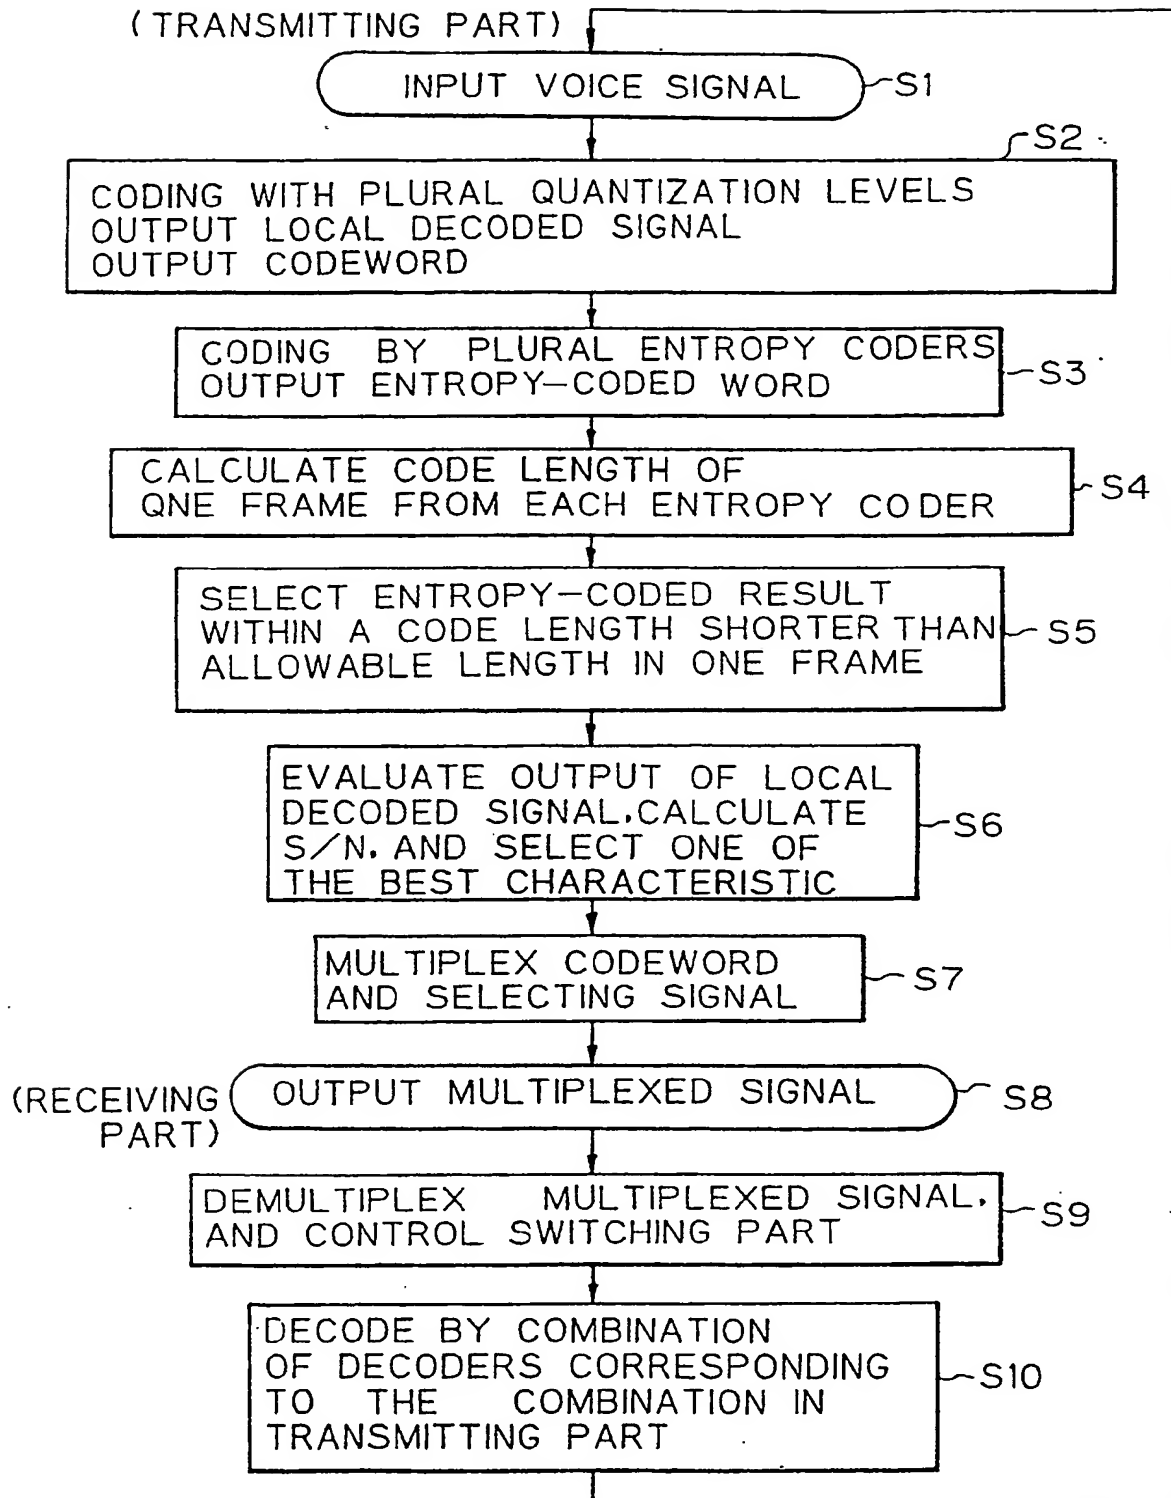 (TRANSMITTING PART)
INPUT VOICE SIGNAL
S1
S2
CODING WITH PLURAL QUANTIZATION LEVELS
OUTPUT LOCAL DECODED SIGNAL
OUTPUT CODEWORD
CODING BY PLURAL ENTROPY CODERS
OUTPUT ENTROPY-CODED WORD
S3
CALCULATE CODE LENGTH OF
ONE FRAME FROM EACH ENTROPY CODER
S4
SELECT ENTROPY-CODED RESULT
WITHIN A CODE LENGTH SHORTER THAN
ALLOWABLE LENGTH IN ONE FRAME
S5
EVALUATE OUTPUT OF LOCAL
DECODED SIGNAL. CALCULATE
S/N. AND SELECT ONE OF
THE BEST CHARACTERISTIC
S6
MULTIPLEX CODEWORD
AND SELECTING SIGNAL
S7
OUTPUT MULTIPLEXED SIGNAL
S8
(RECEIVING
PART)
DEMULTIPLEX MULTIPLEXED SIGNAL.
AND CONTROL SWITCHING PART
S9
DECODE BY COMBINATION
OF DECODERS CORRESPONDING
TO THE COMBINATION IN
TRANSMITTING PART
S10